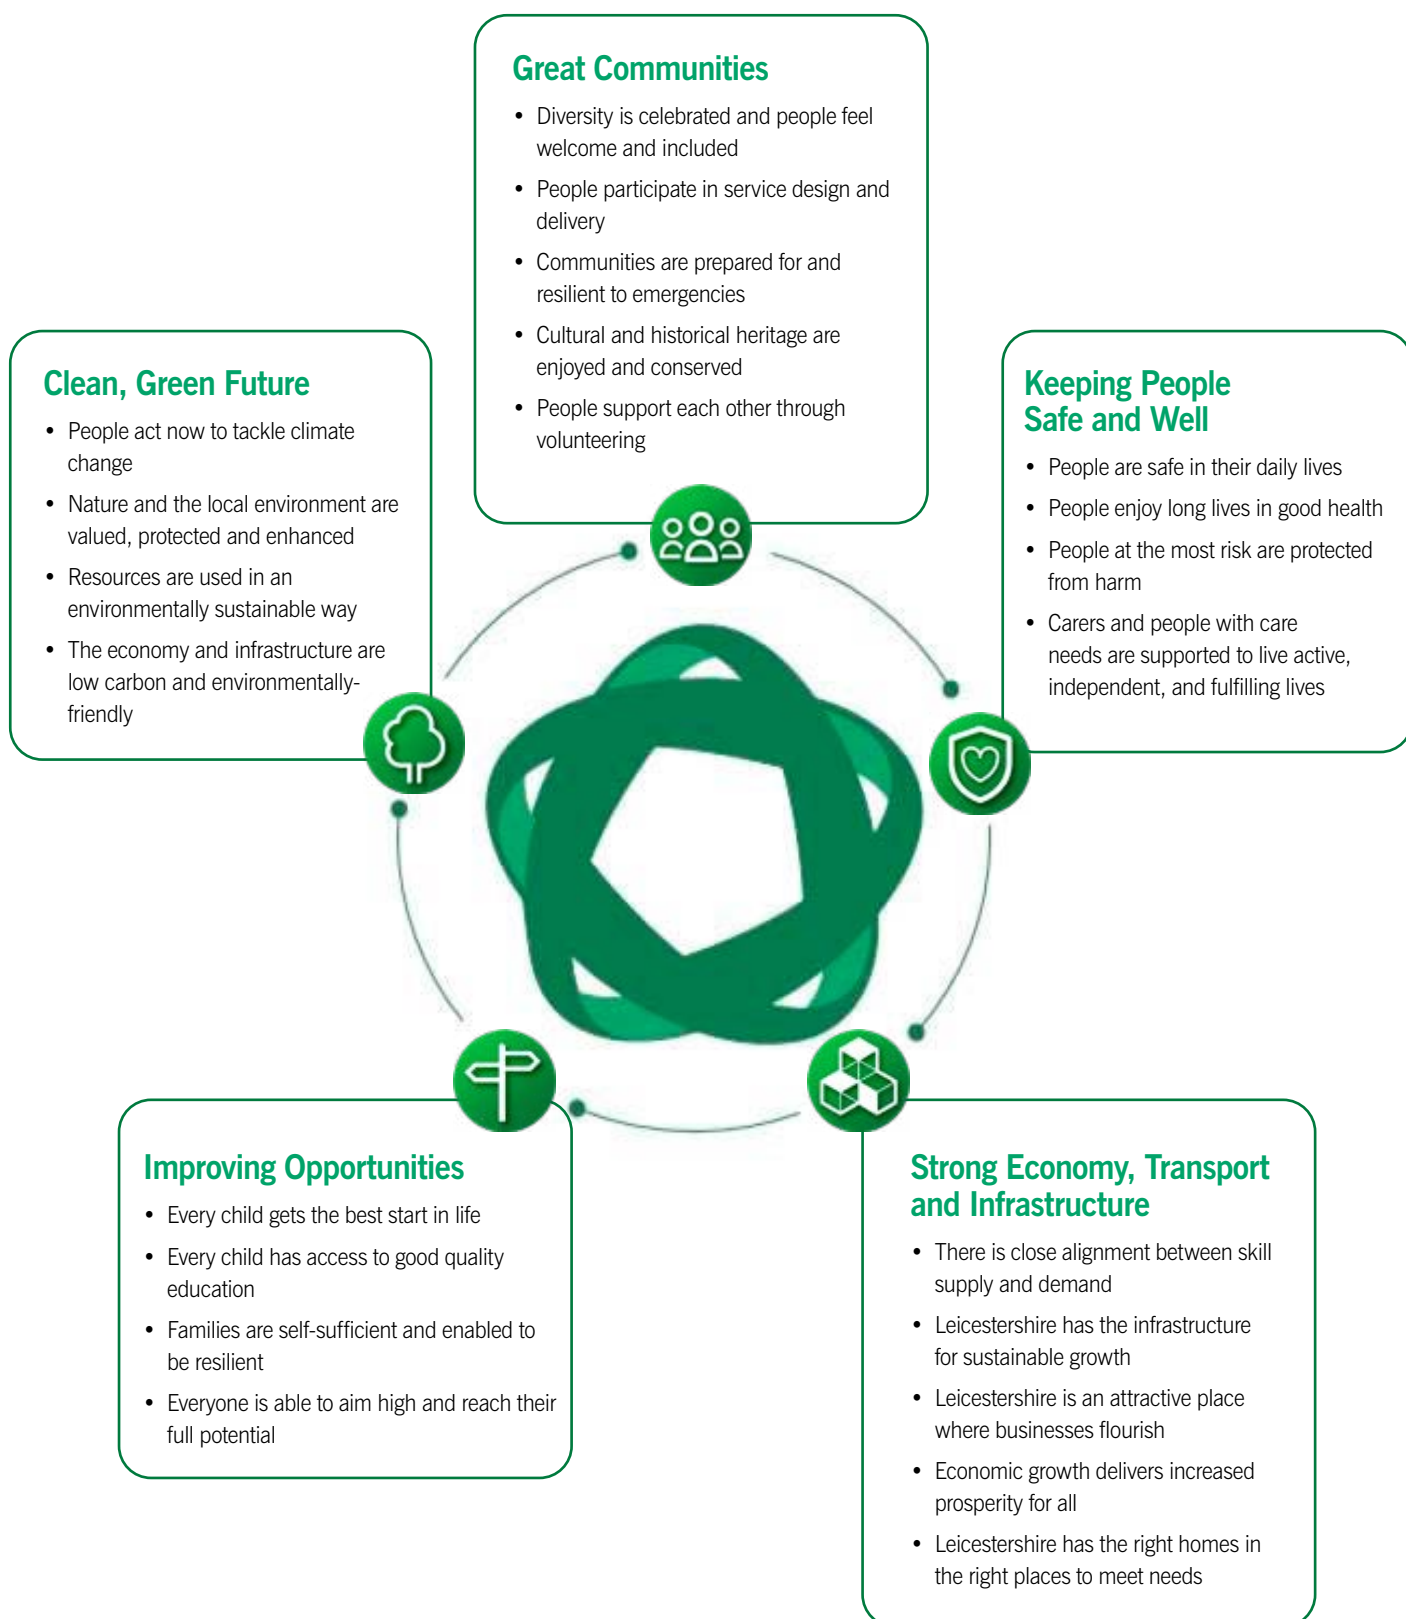 Great Communities
• Diversity is celebrated and people feel
welcome and included
• People participate in service design and
delivery
• Communities are prepared for and
resilient to emergencies
• Cultural and historical heritage are
enjoyed and conserved
• People support each other through
volunteering
Clean, Green Future
• People act now to tackle climate
change
• Nature and the local environment are
valued, protected and enhanced
• Resources are used in an
environmentally sustainable way
• The economy and infrastructure are
low carbon and environmentally-
friendly
Keeping People
Safe and Well
• People are safe in their daily lives
• People enjoy long lives in good health
• People at the most risk are protected
from harm
• Carers and people with care
needs are supported to live active,
independent, and fulfilling lives
Improving Opportunities
• Every child gets the best start in life
• Every child has access to good quality
education
• Families are self-sufficient and enabled to
be resilient
• Everyone is able to aim high and reach their
full potential
Strong Economy, Transport
and Infrastructure
• There is close alignment between skill
supply and demand
• Leicestershire has the infrastructure
for sustainable growth
• Leicestershire is an attractive place
where businesses flourish
• Economic growth delivers increased
prosperity for all
• Leicestershire has the right homes in
the right places to meet needs